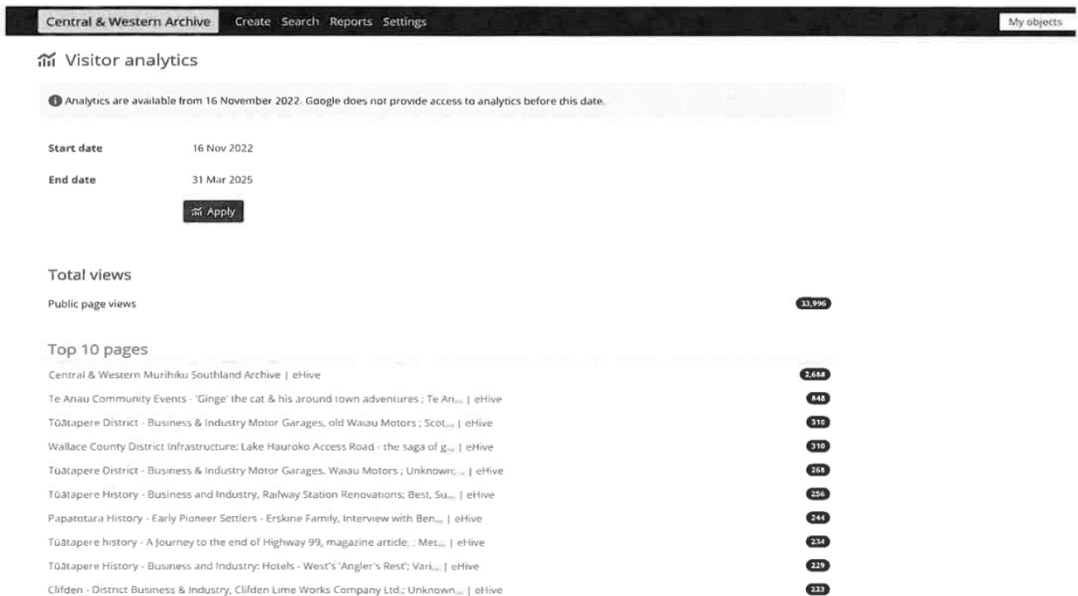 Central & Western Archive Create Search Reports Settings My objects
Visitor analytics
Analytics are available from 16 November 2022. Google does not provide access to analytics before this date.
Start date 16 Nov 2022
End date 31 Mar 2025
Apply
Total views
Public page views 33,996
Top 10 pages
Central & Western Murihiku Southland Archive | eHive 2,688
Te Anau Community Events - 'Ginge' the cat & his around town adventures ; Te An... | eHive 848
Tūātapere District - Business & Industry Motor Garages, old Waiau Motors ; Scot... | eHive 310
Wallace County District Infrastructure: Lake Hauroko Access Road - the saga of g... | eHive 310
Tūātapere District - Business & Industry Motor Garages, Waiau Motors ; Unknown; ... | eHive 268
Tūātapere History - Business and Industry, Railway Station Renovations; Best, Su... | eHive 256
Papatotara History - Early Pioneer Settlers - Erskine Family, Interview with Ben... | eHive 244
Tūātapere history - A Journey to the end of Highway 99, magazine article; : Met... | eHive 234
Tūātapere History - Business and Industry: Hotels - West's 'Angler's Rest'; Vari... | eHive 229
Clifden - District Business & Industry, Clifden Lime Works Company Ltd.; Unknown... | eHive 223